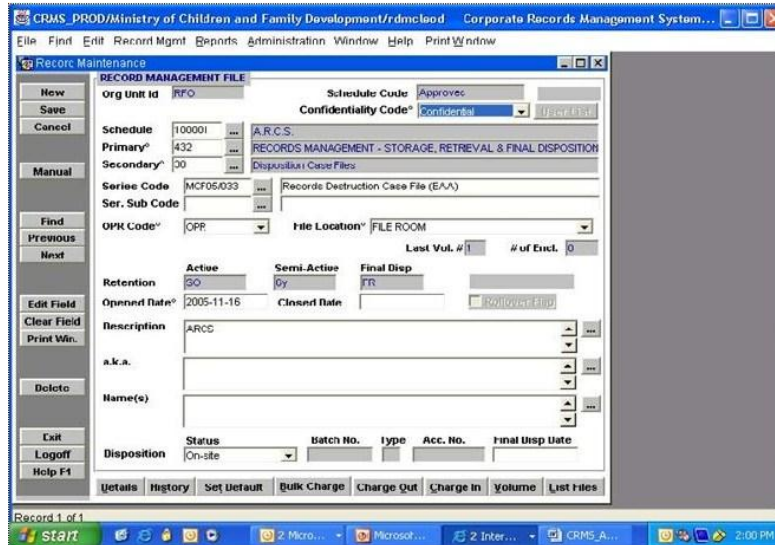 CRMS_PROD/Ministry of Children and Family Development/rdmcleod Corporate Records Management System...
File Find Edit Record Mgmt Reports Administration Window Help Print Window
Record Maintenance
RECORD MANAGEMENT FILE
New
Save
Cancel
Manual
Find
Previous
Next
Edit Field
Clear Field
Print Win.
Delete
Exit
Logoff
Help F1
Org Unit Id RFO Schedule Code Approved
Confidentiality Code* Confidential User List
Schedule 100001 ... A.R.C.S.
Primary* 432 ... RECORDS MANAGEMENT - STORAGE, RETRIEVAL & FINAL DISPOSITION
Secondary* 30 ... Disposition Case Files
Series Code MCF05/033 ... Records Destruction Case File (EAA)
Ser. Sub Code ...
OPR Code* OPR File Location* FILE ROOM
Last Vol. # 1 # of Encl. 0
Active Semi-Active Final Disp
Retention SO 0y FR
Opened Date* 2005-11-16 Closed Date Rollover Flag
Description ARCS ...
a.k.a. ...
Name(s) ...
Status Batch No. Type Acc. No. Final Disp Date
Disposition On-site
Details History Set Default Bulk Charge Charge Out Charge In Volume List Files
Record 1 of 1
start 2 Micro... Microsof... 2 Inter... CRMS_A... 2:00 PM